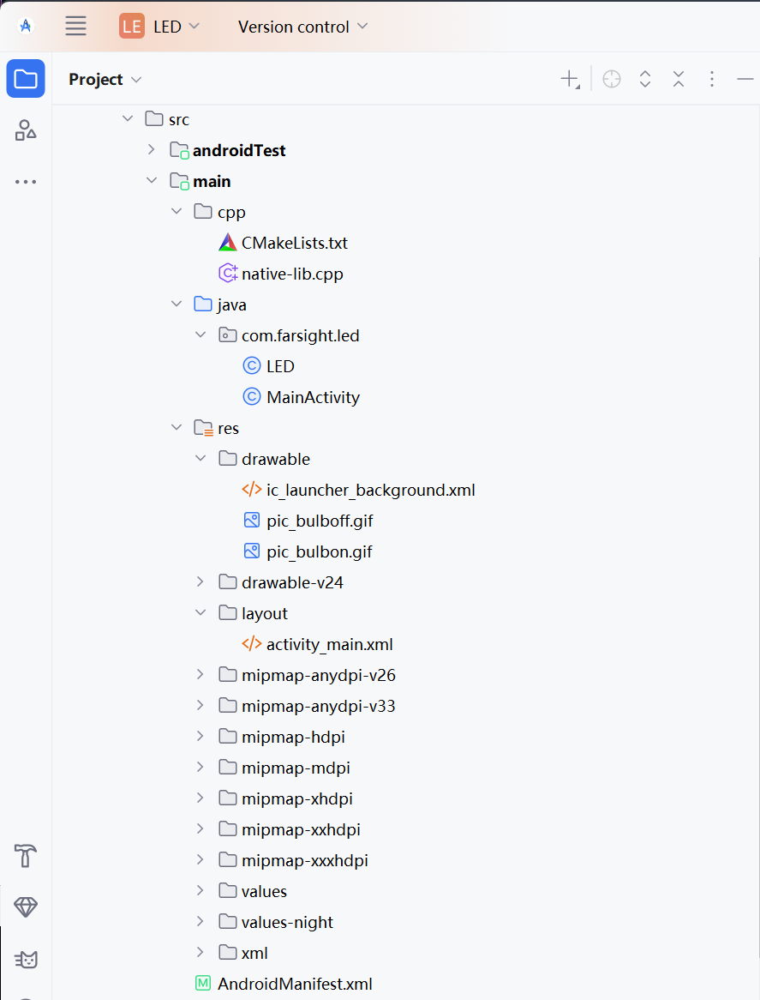 LE LED Version control
Project
src
androidTest
main
cpp
CMakeLists.txt
native-lib.cpp
java
com.farsight.led
LED
MainActivity
res
drawable
ic_launcher_background.xml
pic_bulboff.gif
pic_bulbon.gif
drawable-v24
layout
activity_main.xml
mipmap-anydpi-v26
mipmap-anydpi-v33
mipmap-hdpi
mipmap-mdpi
mipmap-xhdpi
mipmap-xxhdpi
mipmap-xxxhdpi
values
values-night
xml
AndroidManifest.xml